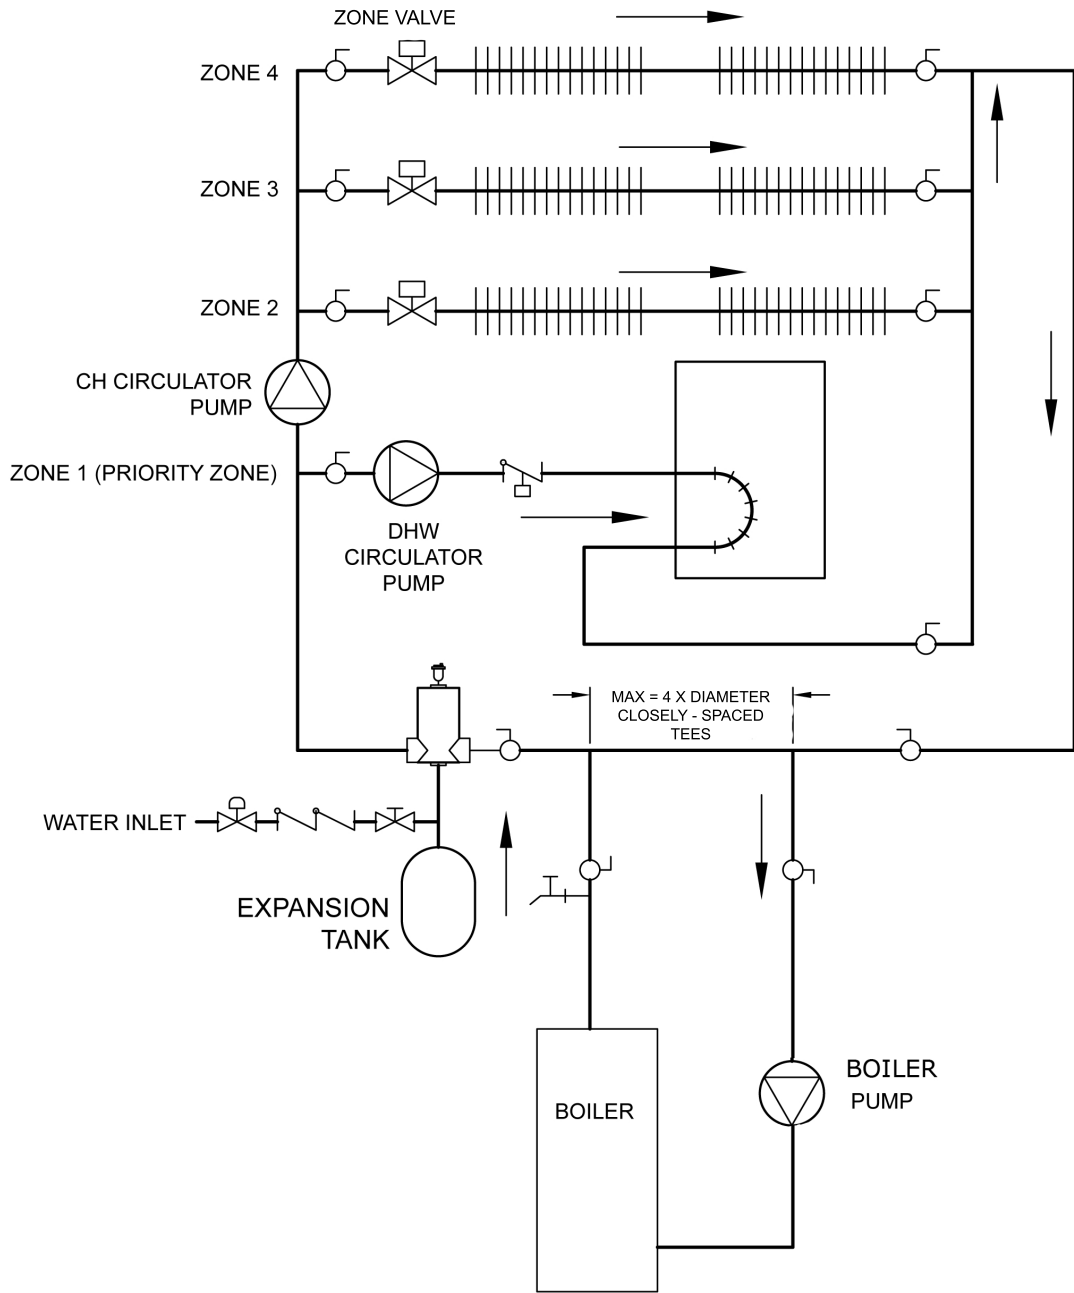 ZONE VALVE
ZONE 4
ZONE 3
ZONE 2
CH CIRCULATOR
PUMP
ZONE 1 (PRIORITY ZONE)
DHW
CIRCULATOR
PUMP
MAX = 4 X DIAMETER
CLOSELY - SPACED
TEES
WATER INLET
EXPANSION
TANK
BOILER
PUMP
BOILER